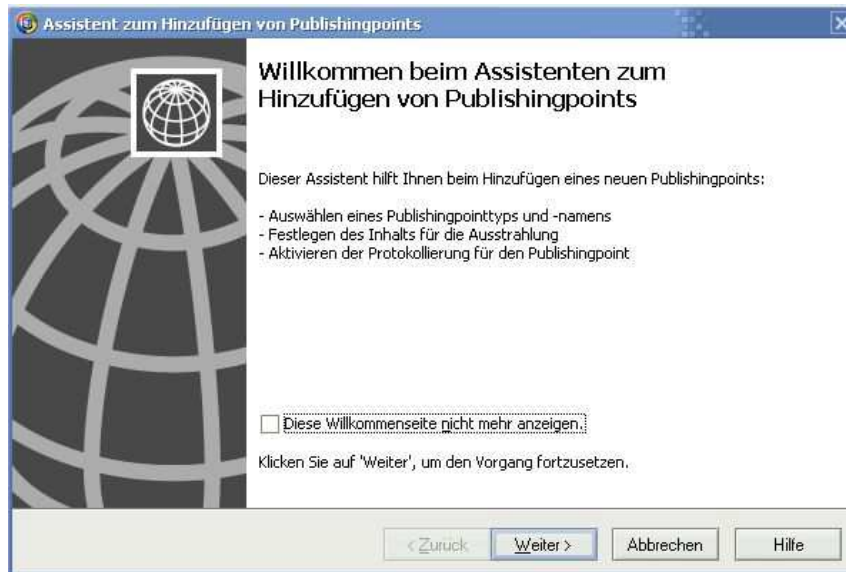 Assistent zum Hinzufügen von Publishingpoints
Willkommen beim Assistenten zum
Hinzufügen von Publishingpoints
Dieser Assistent hilft Ihnen beim Hinzufügen eines neuen Publishingpoints:
- Auswählen eines Publishingpointtyps und -namens
- Festlegen des Inhalts für die Ausstrahlung
- Aktivieren der Protokollierung für den Publishingpoint
Diese Willkommenseite nicht mehr anzeigen.
Klicken Sie auf 'Weiter', um den Vorgang fortzusetzen.
< Zurück Weiter > Abbrechen Hilfe